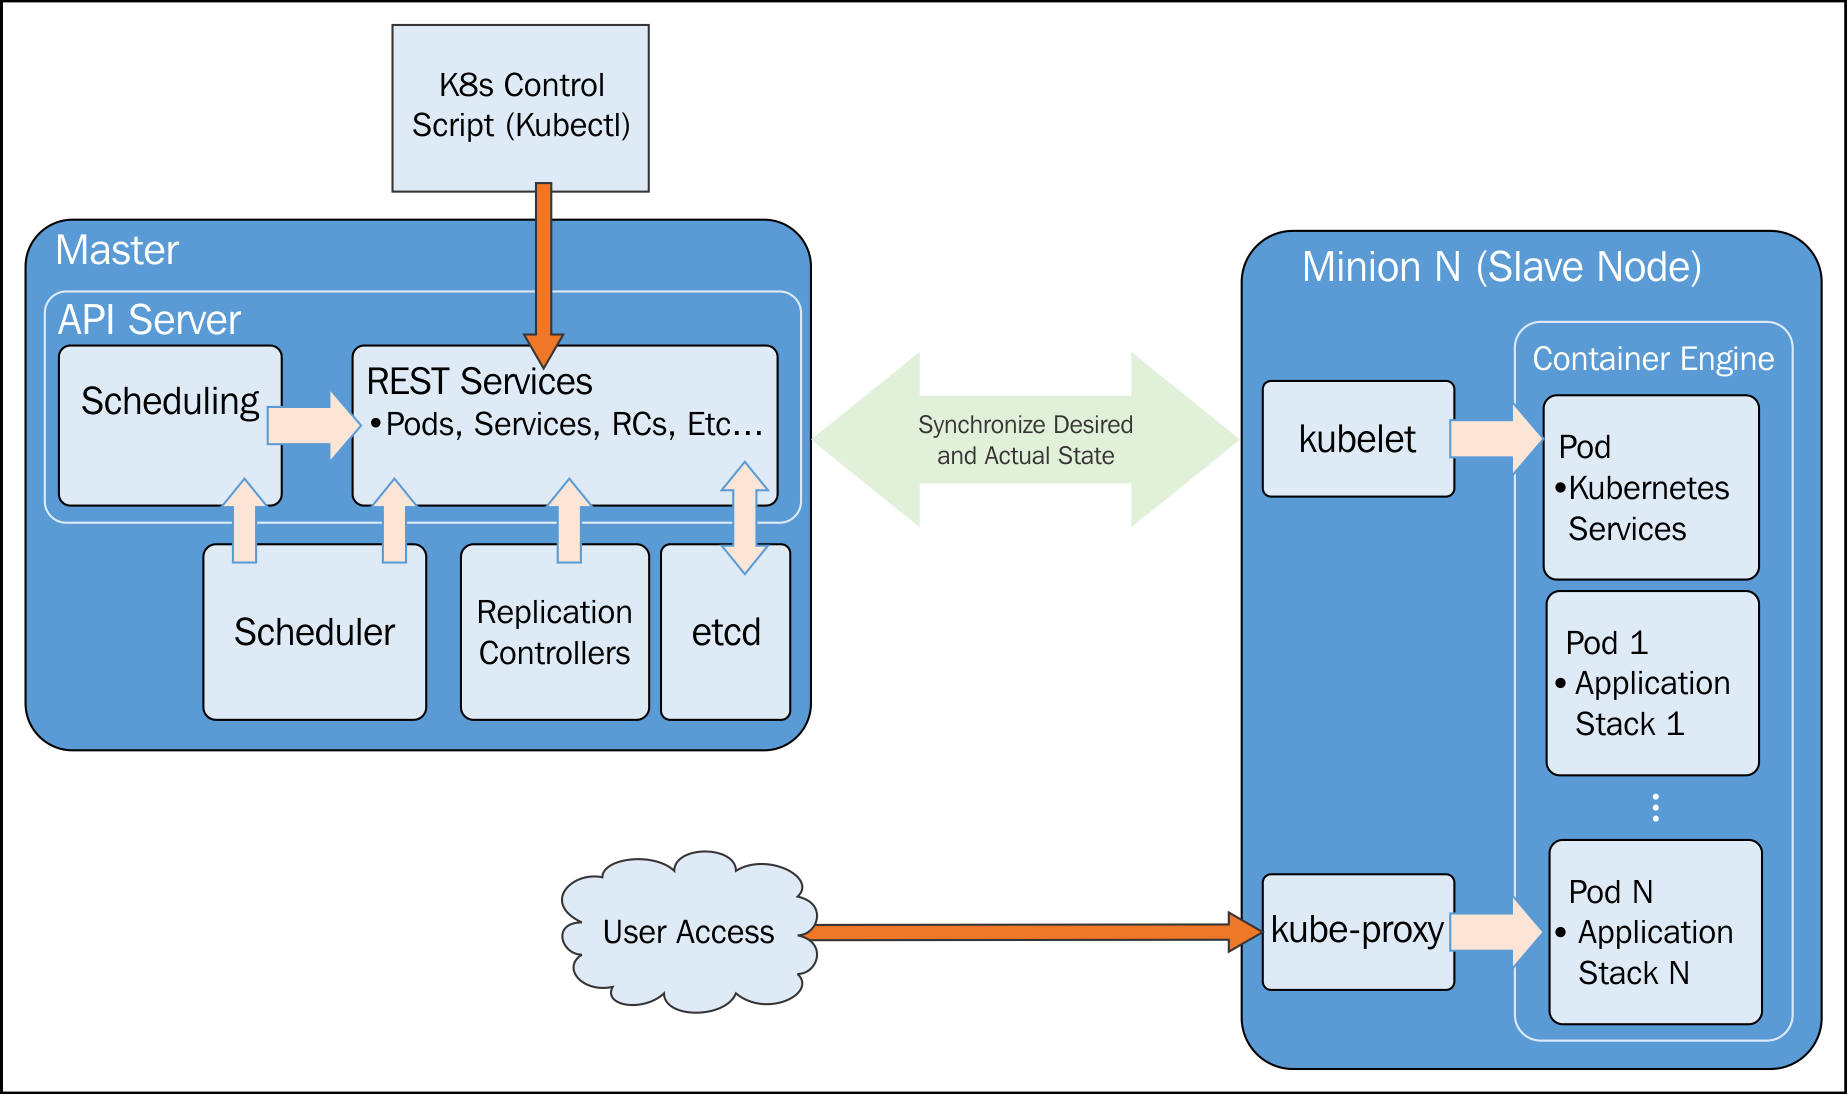 K8s Control
Script (Kubectl)
Master
API Server
Scheduling
REST Services
•Pods, Services, RCs, Etc...
Scheduler
Replication
Controllers
etcd
Synchronize Desired
and Actual State
Minion N (Slave Node)
Container Engine
kubelet
Pod
•Kubernetes
Services
Pod 1
• Application
Stack 1
User Access
kube-proxy
Pod N
• Application
Stack N